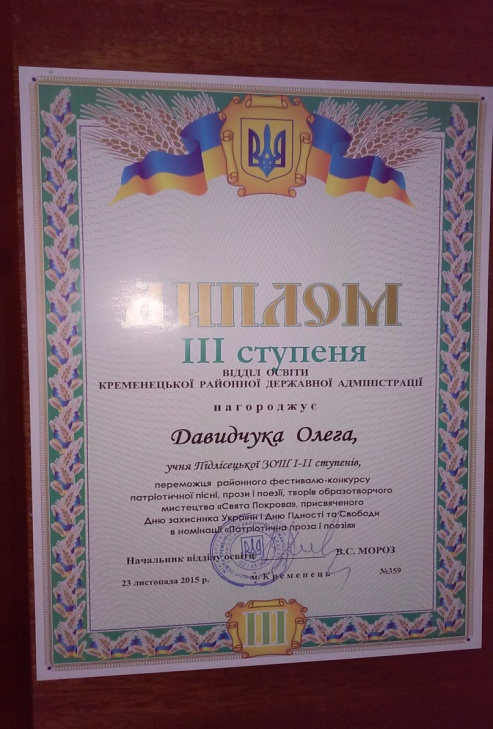 ДИПЛОМ
ІІІ ступеня
ВІДДІЛ ОСВІТИ
КРЕМЕНЕЦЬКОЇ РАЙОННОЇ ДЕРЖАВНОЇ АДМІНІСТРАЦІЇ
нагороджує
Давидчука Олега,
учня Підлісецької ЗОШ І-ІІ ступенів,
переможця районного фестивалю-конкурсу
патріотичної пісні, прози і поезії, творів образотворчого
мистецтва «Свята Покрова», присвяченого
Дню захисника України і Дню Гідності та Свободи
в номінації «Патріотична проза і поезія»
Начальник відділу освіти В.С. МОРОЗ
23 листопада 2015 р. м. Кременець №359
ІІІ